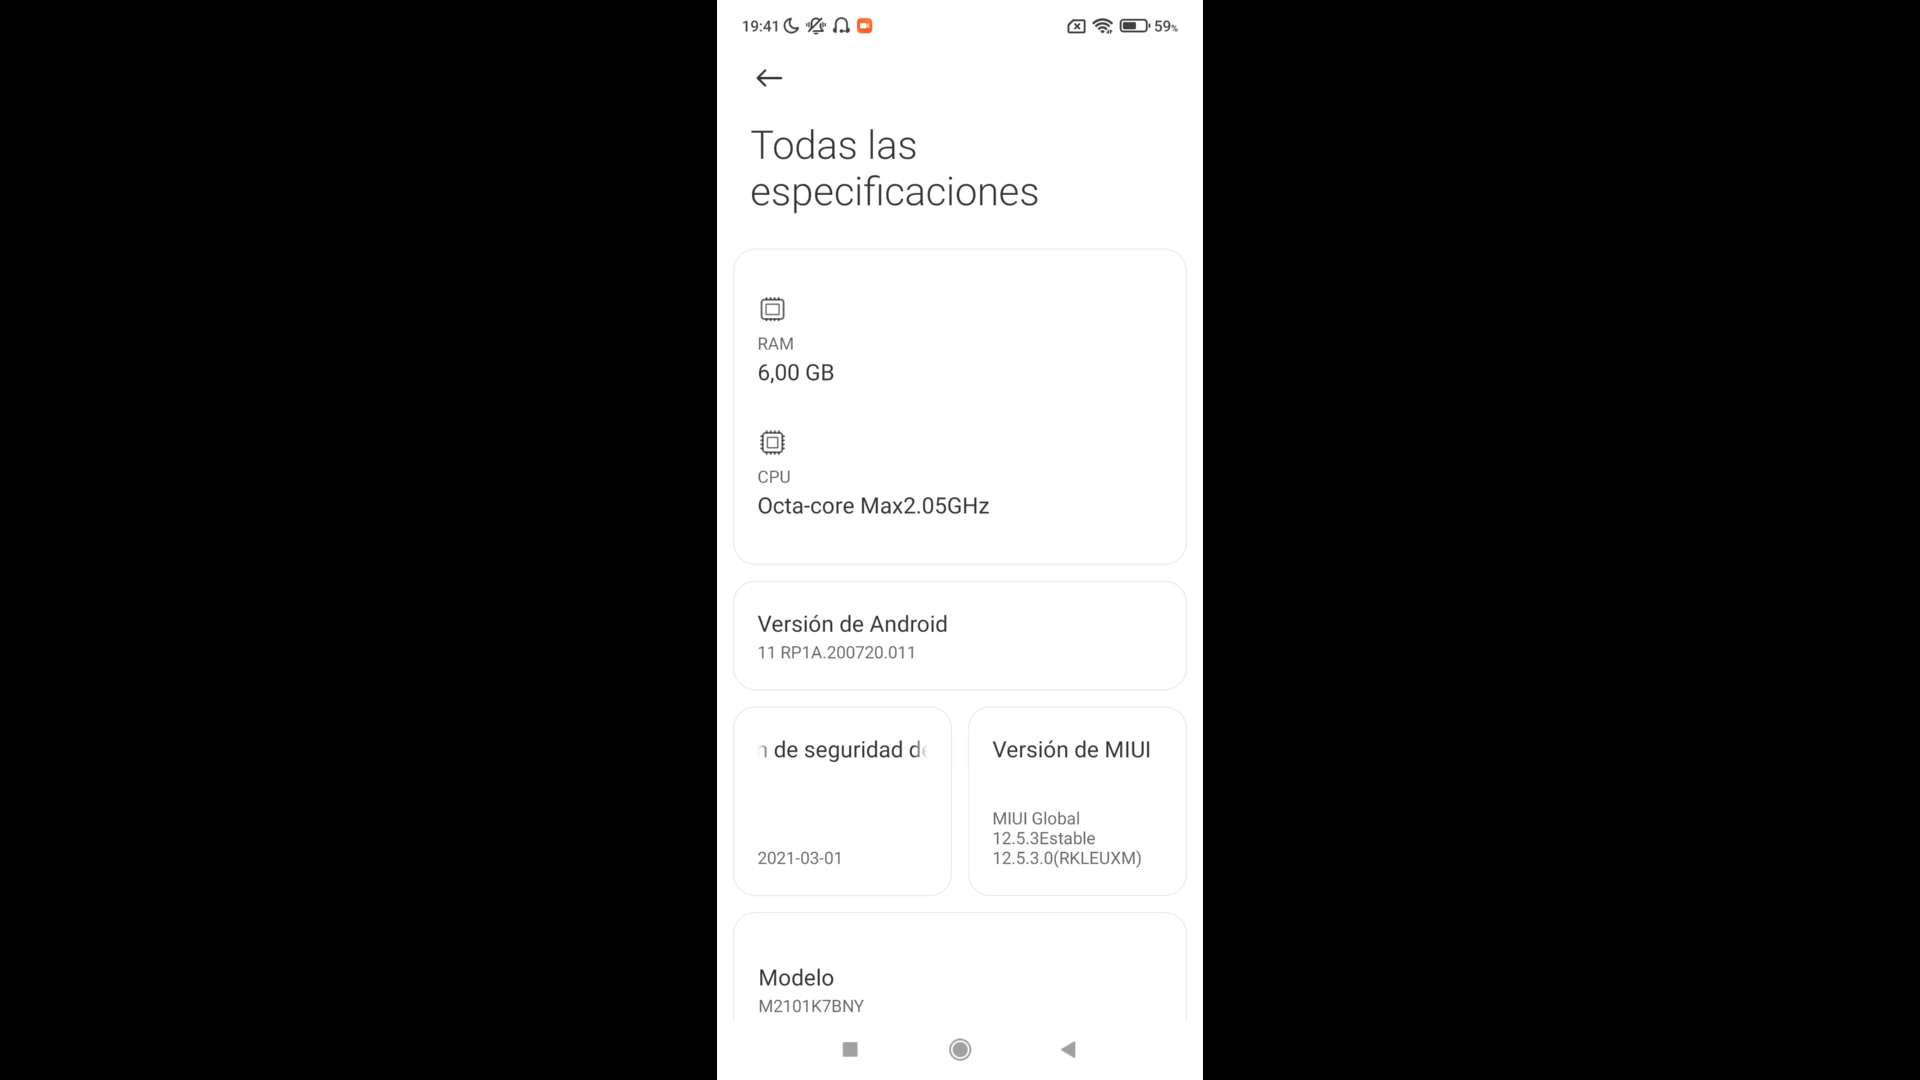 19:41 59%
Todas las
especificaciones
RAM
6,00 GB
CPU
Octa-core Max2.05GHz
Versión de Android
11 RP1A.200720.011
de seguridad
2021-03-01
Versión de MIUI
MIUI Global
12.5.3Estable
12.5.3.0(RKLEUXM)
Modelo
M2101K7BNY